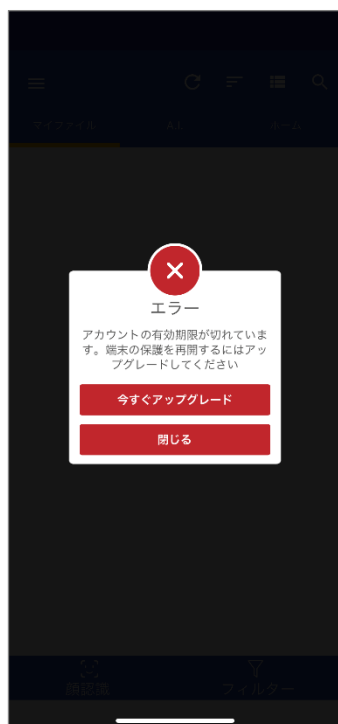 マイファイル
A.I.
ホーム
エラー
アカウントの有効期限が切れていま
す。端末の保護を再開するにはアッ
プグレードしてください
今すぐアップグレード
閉じる
顔認識
フィルター